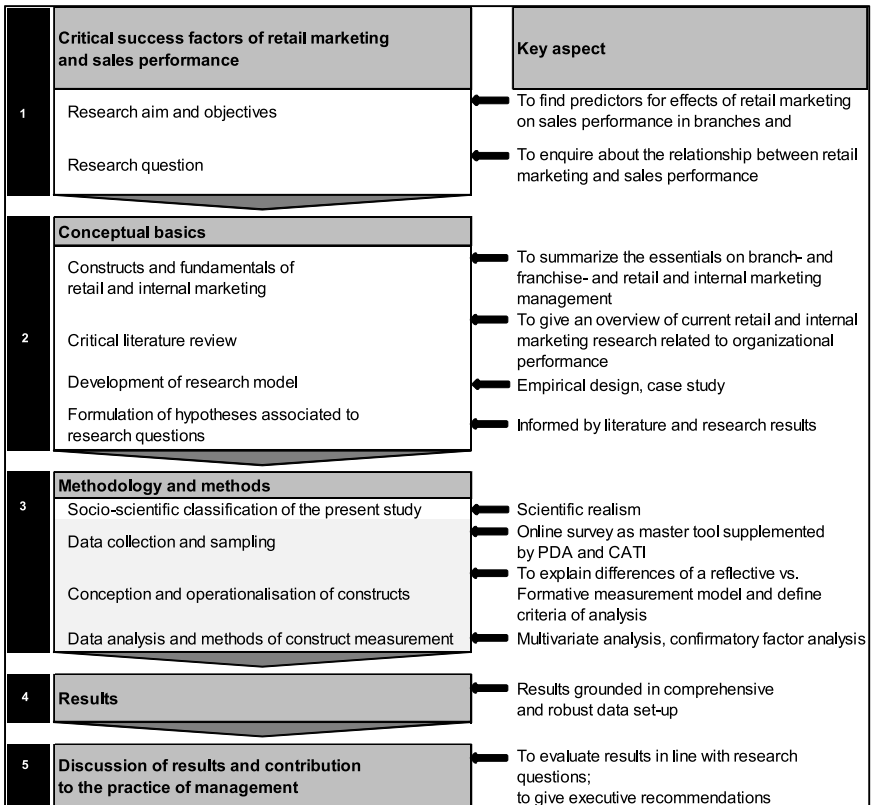 Critical success factors of retail marketing
and sales performance
Key aspect
1
Research aim and objectives
To find predictors for effects of retail marketing
on sales performance in branches and
Research question
To enquire about the relationship between retail
marketing and sales performance
Conceptual basics
2
Constructs and fundamentals of
retail and internal marketing
To summarize the essentials on branch- and
franchise- and retail and internal marketing
management
Critical literature review
To give an overview of current retail and internal
marketing research related to organizational
performance
Development of research model
Empirical design, case study
Formulation of hypotheses associated to
research questions
Informed by literature and research results
Methodology and methods
3
Socio-scientific classification of the present study
Scientific realism
Data collection and sampling
Online survey as master tool supplemented
by PDA and CATI
Conception and operationalisation of constructs
To explain differences of a reflective vs.
Formative measurement model and define
criteria of analysis
Data analysis and methods of construct measurement
Multivariate analysis, confirmatory factor analysis
4
Results
Results grounded in comprehensive
and robust data set-up
5
Discussion of results and contribution
to the practice of management
To evaluate results in line with research
questions;
to give executive recommendations